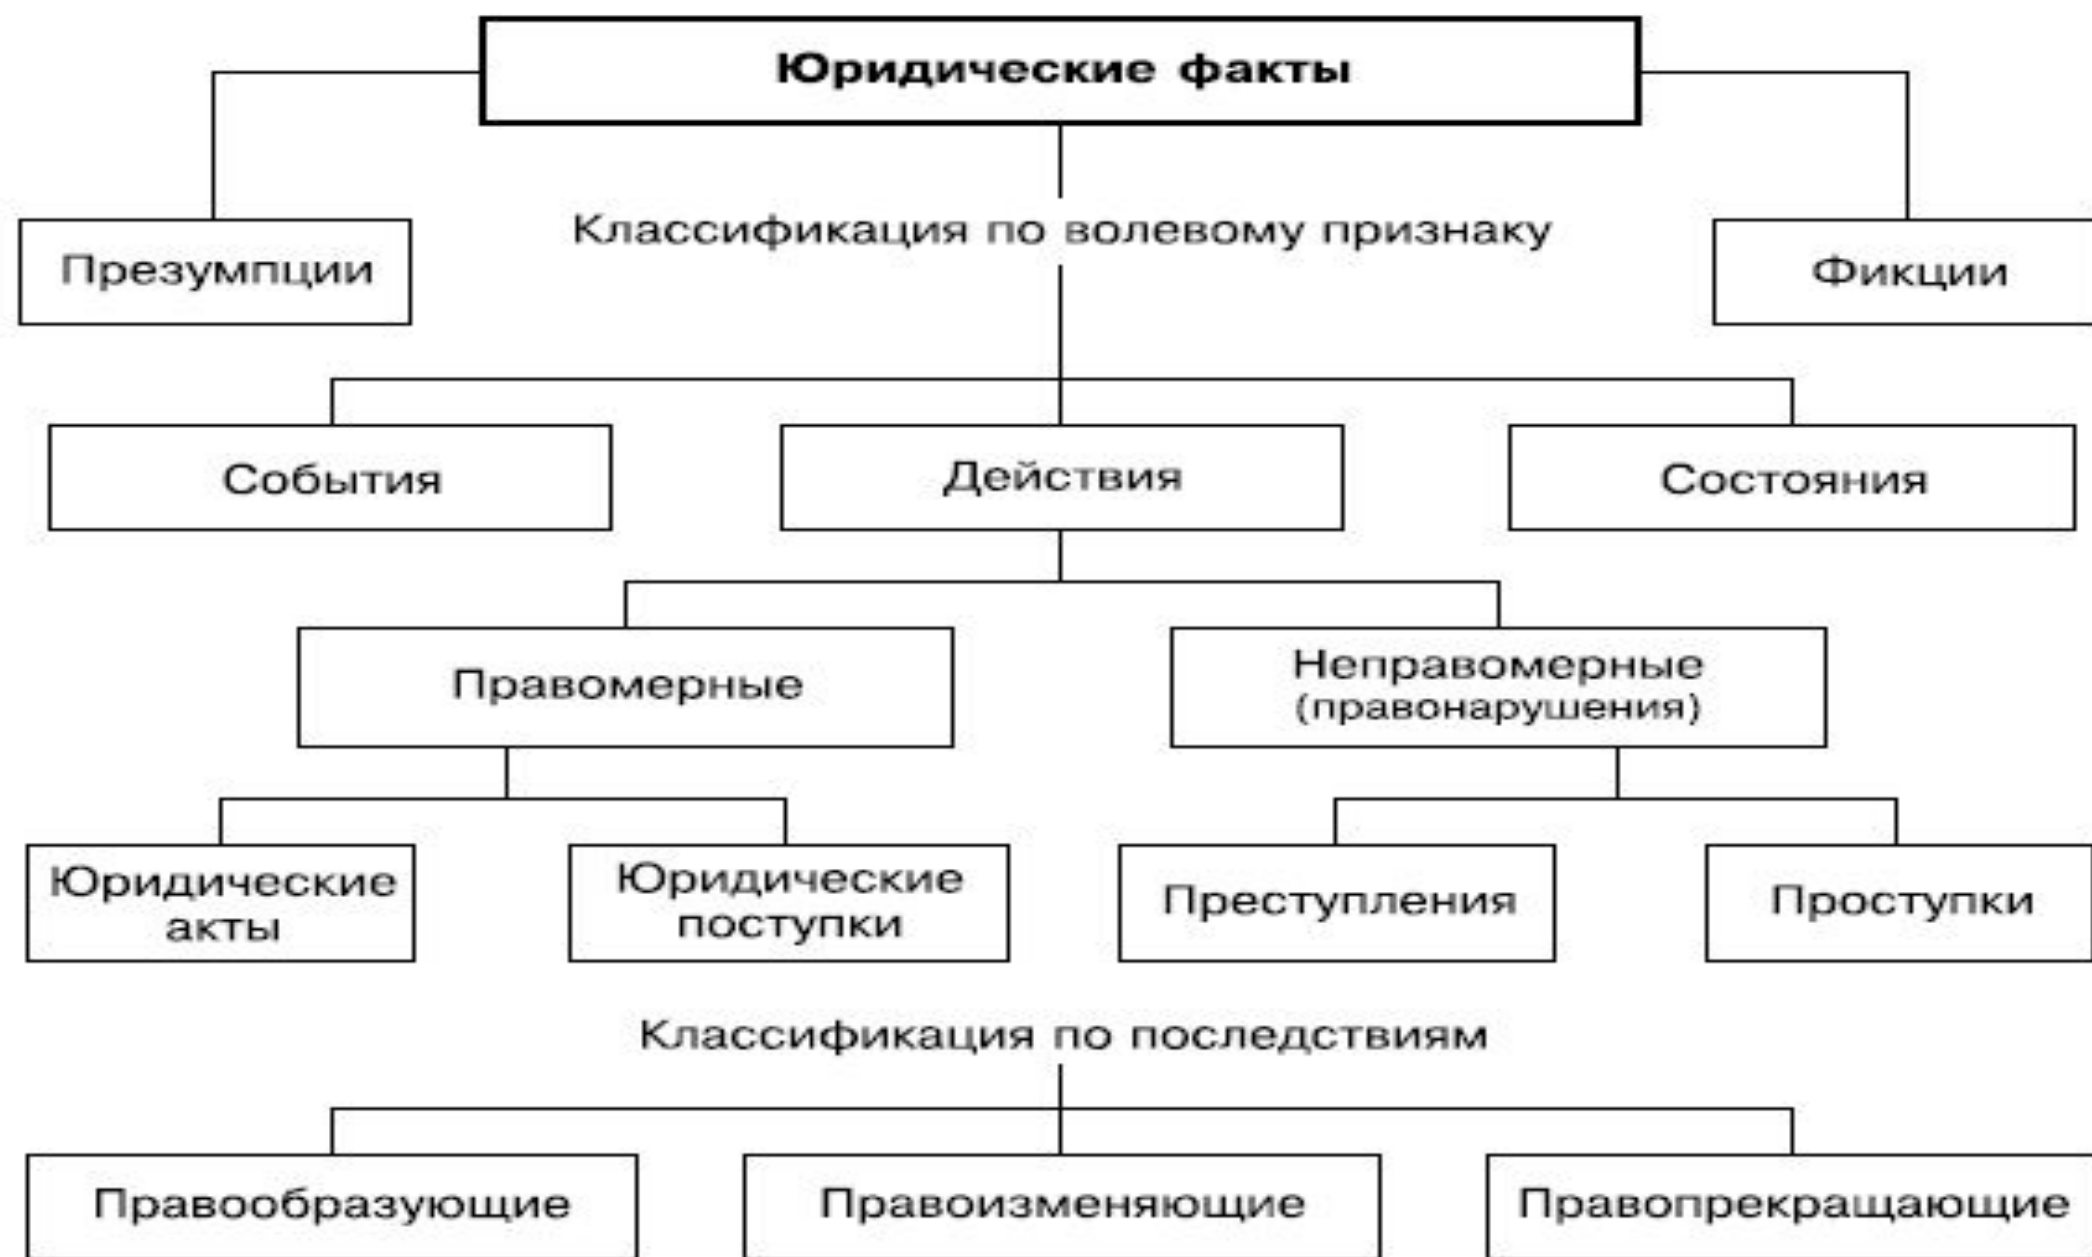 Юридические факты
Классификация по волевому признаку
Презумпции
Фикции
События
Действия
Состояния
Правомерные
Неправомерные
(правонарушения)
Юридические
акты
Юридические
поступки
Преступления
Проступки
Классификация по последствиям
Правообразующие
Правоизменяющие
Правопрекращающие